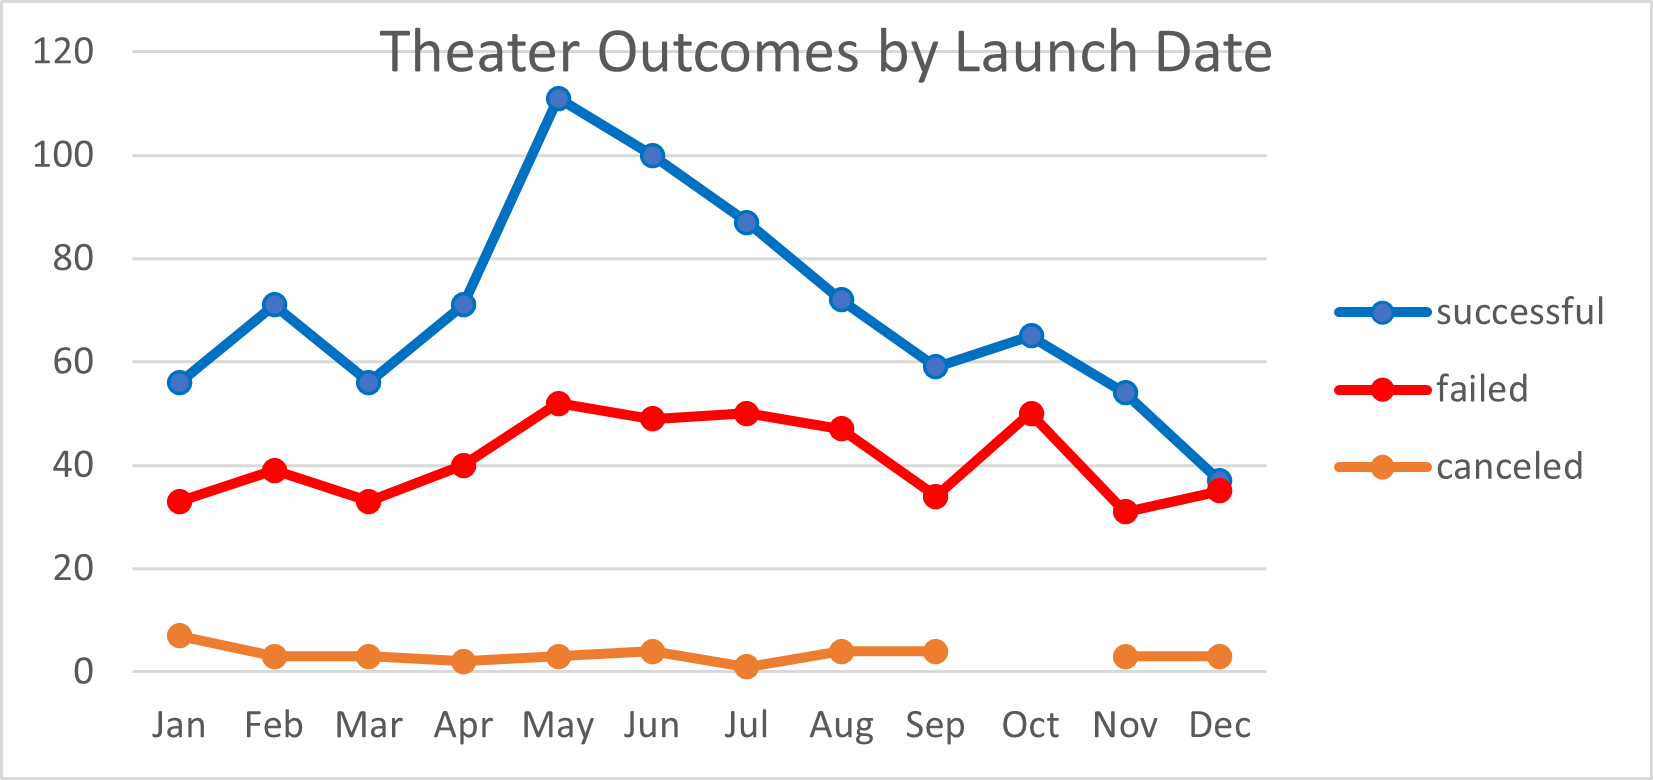 Theater Outcomes by Launch Date
120
100
80
60
40
20
0
Jan Feb Mar Apr May Jun Jul Aug Sep Oct Nov Dec
successful
failed
canceled